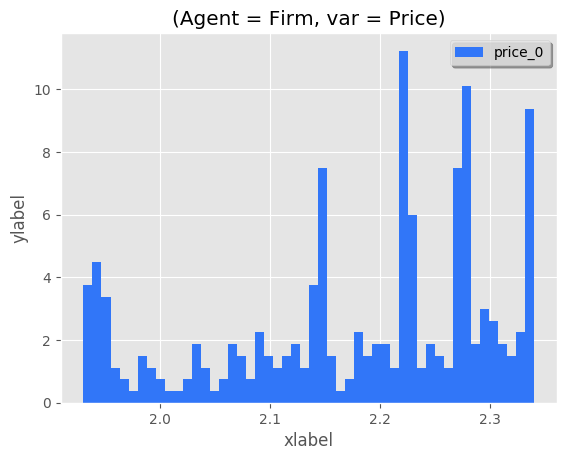 (Agent = Firm, var = Price)
price_0
10
8
6
4
2
0
ylabel
2.0 2.1 2.2 2.3
xlabel